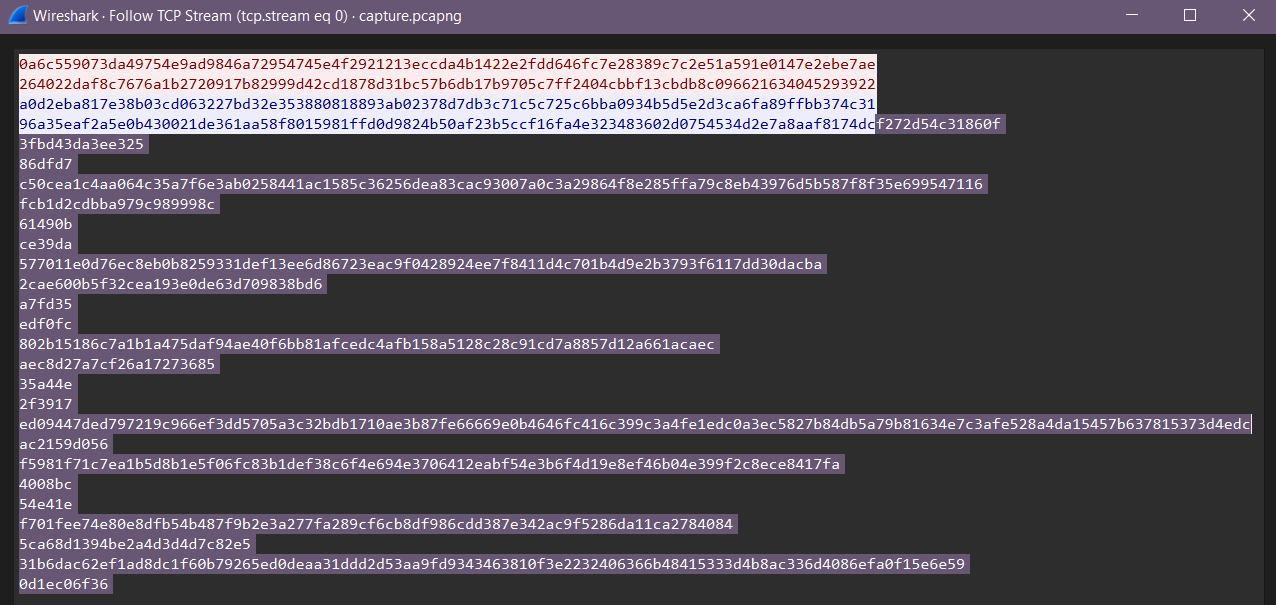 Wireshark · Follow TCP Stream (tcp.stream eq 0) · capture.pcapng
0a6c559073da49754e9ad9846a72954745e4f2921213eccda4b1422e2fdd646fc7e28389c7c2e51a591e0147e2ebe7ae
264022daf8c7676a1b2720917b82999d42cd1878d31bc57b6db17b9705c7ff2404cbbf13cbdb8c096621634045293922
a0d2eba817e38b03cd063227bd32e353880818893ab02378d7db3c71c5c725c6bba0934b5d5e2d3ca6fa89ffbb374c31
96a35eaf2a5e0b430021de361aa58f8015981ffd0d9824b50af23b5ccf16fa4e323483602d0754534d2e7a8aaf8174dcf272d54c31860f
3fbd43da3ee325
86dfd7
c50cea1c4aa064c35a7f6e3ab0258441ac1585c36256dea83cac93007a0c3a29864f8e285ffa79c8eb43976d5b587f8f35e699547116
fcb1d2cdbba979c989998c
61490b
ce39da
577011e0d76ec8eb0b8259331def13ee6d86723eac9f0428924ee7f8411d4c701b4d9e2b3793f6117dd30dacba
2cae600b5f32cea193e0de63d709838bd6
a7fd35
edf0fc
802b15186c7a1b1a475daf94ae40f6bb81afcedc4afb158a5128c28c91cd7a8857d12a661acaec
aec8d27a7cf26a17273685
35a44e
2f3917
ed09447ded797219c966ef3dd5705a3c32bdb1710ae3b87fe66669e0b4646fc416c399c3a4fe1edc0a3ec5827b84db5a79b81634e7c3afe528a4da15457b637815373d4edc
ac2159d056
f5981f71c7ea1b5d8b1e5f06fc83b1def38c6f4e694e3706412eabf54e3b6f4d19e8ef46b04e399f2c8ece8417fa
4008bc
54e41e
f701fee74e80e8dfb54b487f9b2e3a277fa289cf6cb8df986cdd387e342ac9f5286da11ca2784084
5ca68d1394be2a4d3d4d7c82e5
31b6dac62ef1ad8dc1f60b79265ed0deaa31ddd2d53aa9fd9343463810f3e2232406366b48415333d4b8ac336d4086efa0f15e6e59
0d1ec06f36